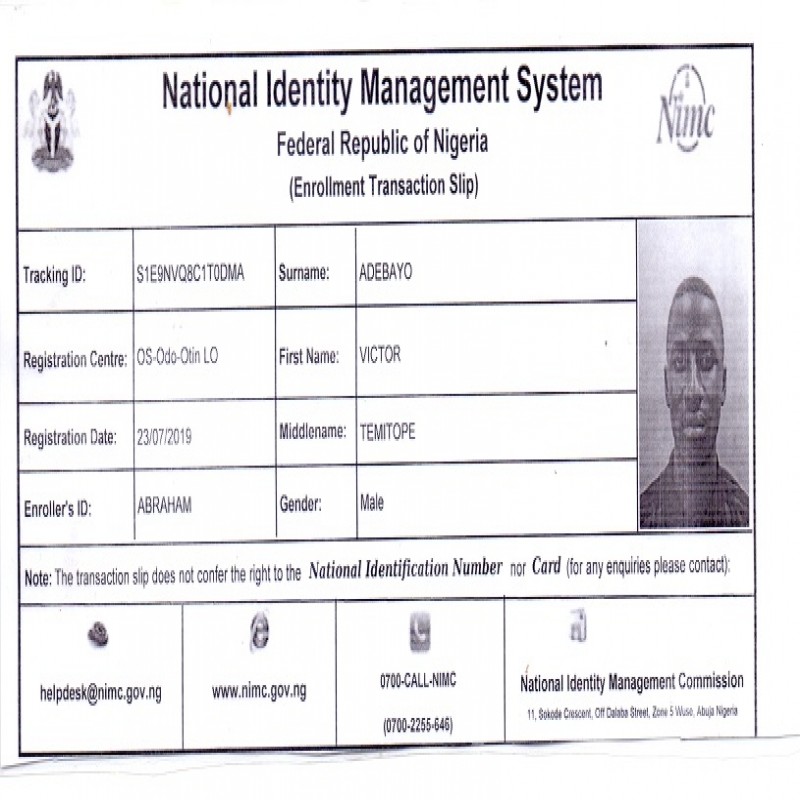 National Identity Management System
Federal Republic of Nigeria
(Enrollment Transaction Slip)
Nimc
Tracking ID: S1E9NVQ8C1T0DMA Surname: ADEBAYO
Registration Centre: OS-Odo-Otin LO First Name: VICTOR
Registration Date: 23/07/2019 Middlename: TEMITOPE
Enroller's ID: ABRAHAM Gender: Male
Note: The transaction slip does not confer the right to the National Identification Number nor Card (for any enquiries please contact):
helpdesk@nimc.gov.ng
www.nimc.gov.ng
0700-CALL-NIMC
(0700-2255-646)
National Identity Management Commission
11, Sokode Crescent, Off Dalaba Street, Zone 5 Wuse, Abuja Nigeria